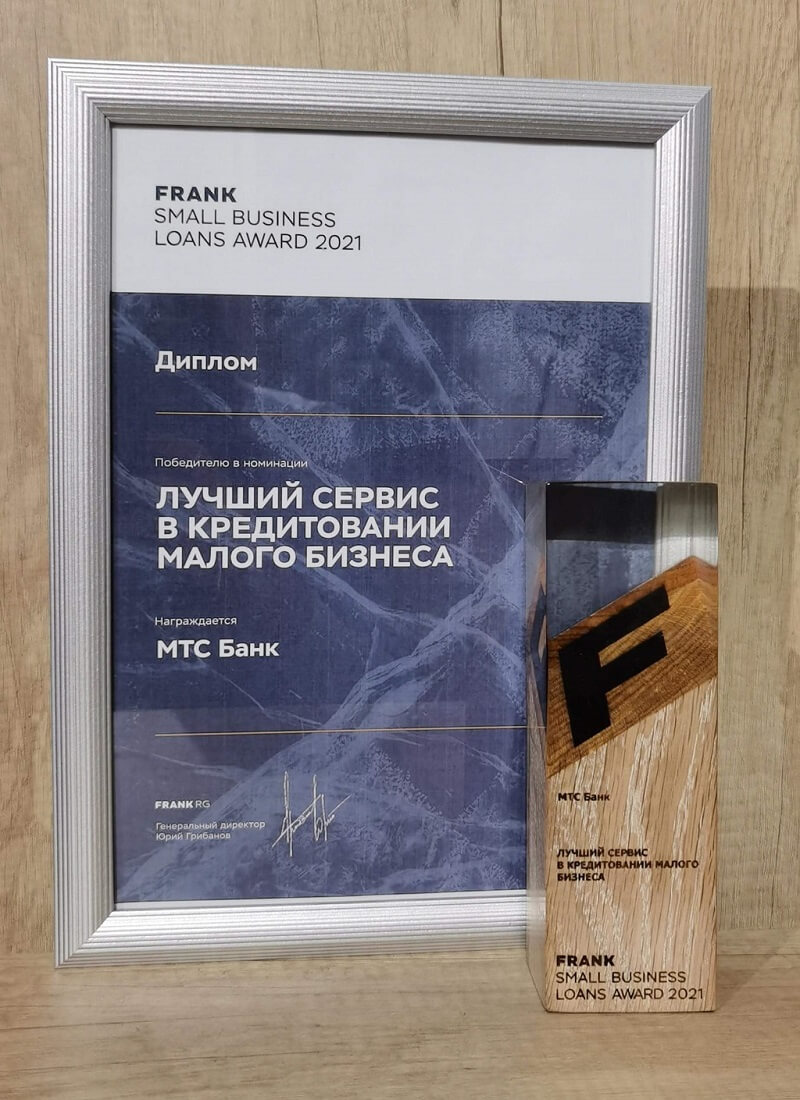 FRANK
SMALL BUSINESS
LOANS AWARD 2021
Диплом
Победителю в номинации
ЛУЧШИЙ СЕРВИС
В КРЕДИТОВАНИИ
МАЛОГО БИЗНЕСА
Награждается
МТС Банк
FRANK RG
Генеральный директор
Юрий Грибанов
F
МТС Банк
ЛУЧШИЙ СЕРВИС
В КРЕДИТОВАНИИ МАЛОГО
БИЗНЕСА
FRANK
SMALL BUSINESS
LOANS AWARD 2021